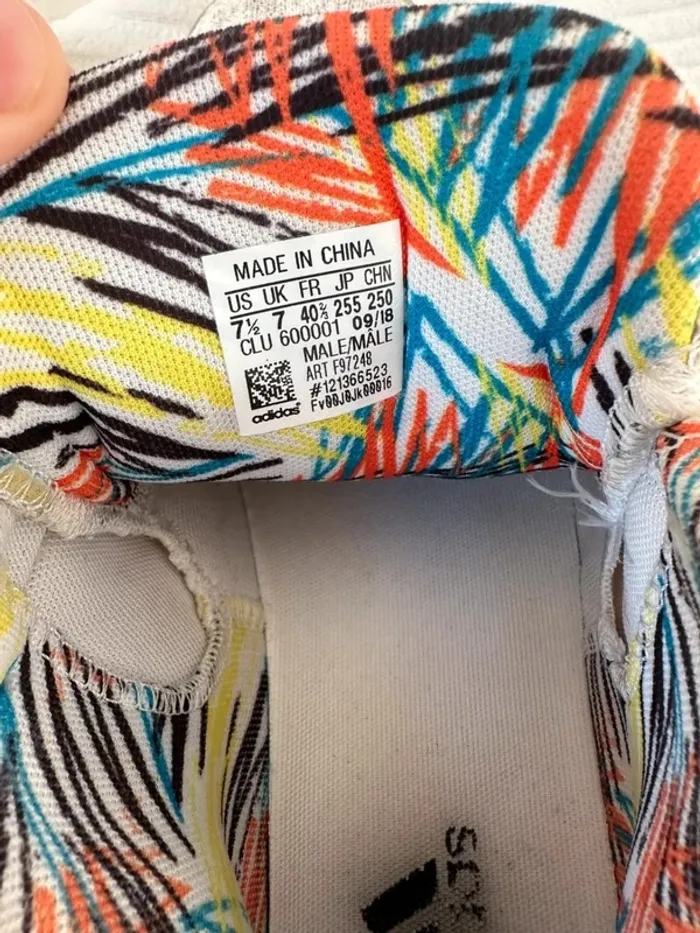 MADE IN CHINA
US UK FR JP CHN
7½ 7 40⅔ 255 250
CLU 600001 09/18
MALE/MÂLE
ART F97248
#121366523
Fv00J0Jk00016
adidas